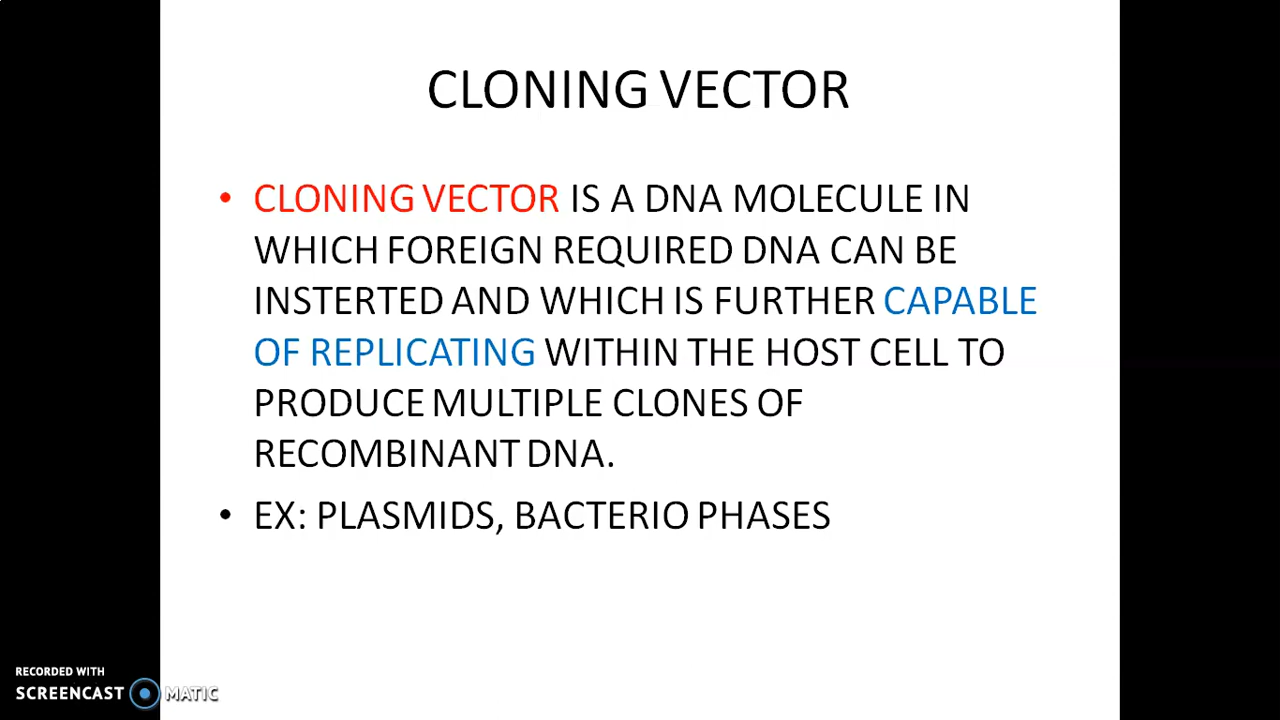 CLONING VECTOR
• CLONING VECTOR IS A DNA MOLECULE IN
WHICH FOREIGN REQUIRED DNA CAN BE
INSTERTED AND WHICH IS FURTHER CAPABLE
OF REPLICATING WITHIN THE HOST CELL TO
PRODUCE MULTIPLE CLONES OF
RECOMBINANT DNA.
• EX: PLASMIDS, BACTERIO PHASES
RECORDED WITH
SCREENCAST MATIC